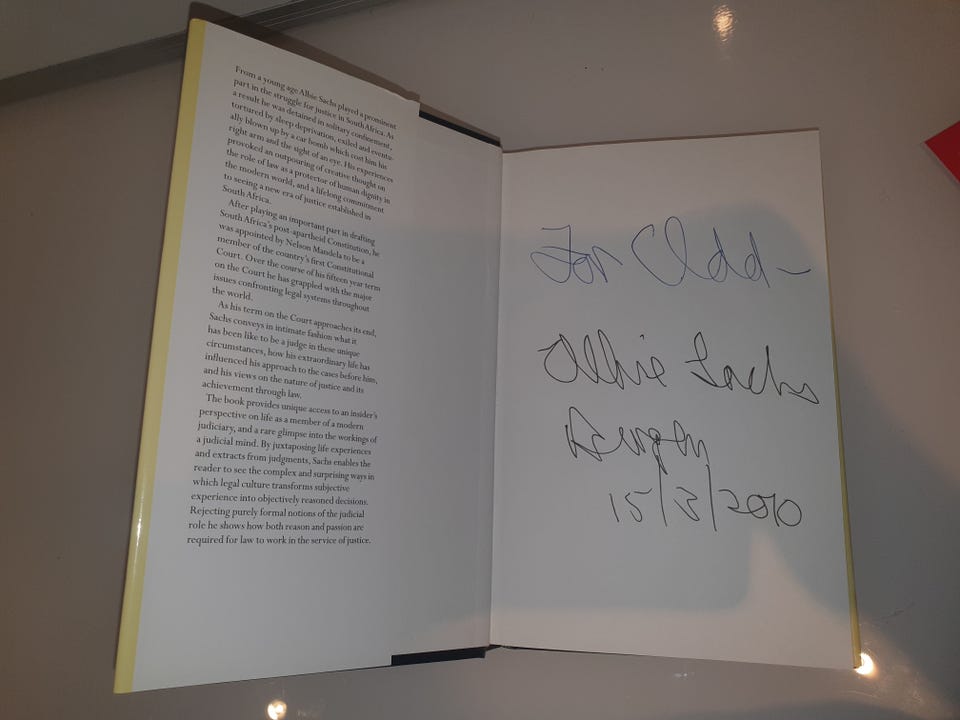 From a young age Albie Sachs played a prominent
part in the struggle for justice in South Africa. As
a result he was detained in solitary confinement,
tortured by sleep deprivation, exiled and eventu-
ally blown up by a car bomb which cost him his
right arm and the sight of an eye. His experiences
provoked an outpouring of creative thought on
the role of law as a protector of human dignity in
the modern world, and a lifelong commitment
to seeing a new era of justice established in
South Africa.
After playing an important part in drafting
South Africa's post-apartheid Constitution, he
was appointed by Nelson Mandela to be a
member of the country's first Constitutional
Court. Over the course of his fifteen year term
on the Court he has grappled with the major
issues confronting legal systems throughout
the world.
As his term on the Court approaches its end,
Sachs conveys in intimate fashion what it
has been like to be a judge in these unique
circumstances, how his extraordinary life has
influenced his approach to the cases before him,
and his views on the nature of justice and its
achievement through law.
The book provides unique access to an insider's
perspective on life as a member of a modern
judiciary, and a rare glimpse into the workings of
a judicial mind. By juxtaposing life experiences
and extracts from judgments, Sachs enables the
reader to see the complex and surprising ways in
which legal culture transforms subjective
experience into objectively reasoned decisions.
Rejecting purely formal notions of the judicial
role he shows how both reason and passion are
required for law to work in the service of justice.
For
Albie Sachs
Bergen
15/3/2010